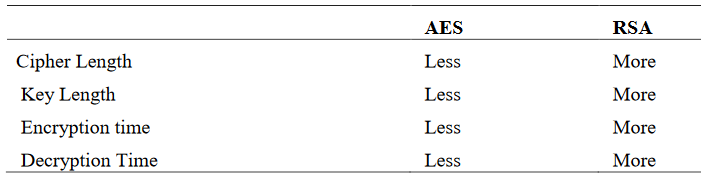 AES RSA
Cipher Length Less More
Key Length Less More
Encryption time Less More
Decryption Time Less More